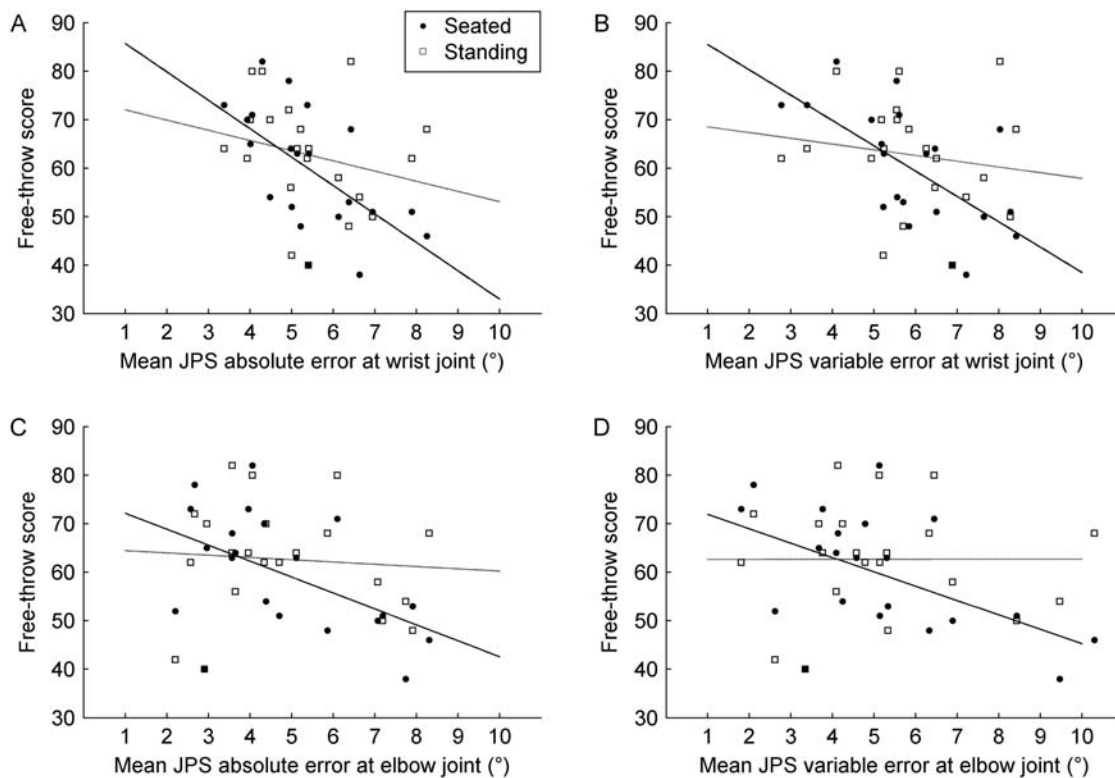 A
Free-throw score
90
80
70
60
50
40
30
1 2 3 4 5 6 7 8 9 10
Mean JPS absolute error at wrist joint (°)
Seated
Standing
B
Free-throw score
90
80
70
60
50
40
30
1 2 3 4 5 6 7 8 9 10
Mean JPS variable error at wrist joint (°)
C
Free-throw score
90
80
70
60
50
40
30
1 2 3 4 5 6 7 8 9 10
Mean JPS absolute error at elbow joint (°)
D
Free-throw score
90
80
70
60
50
40
30
1 2 3 4 5 6 7 8 9 10
Mean JPS variable error at elbow joint (°)